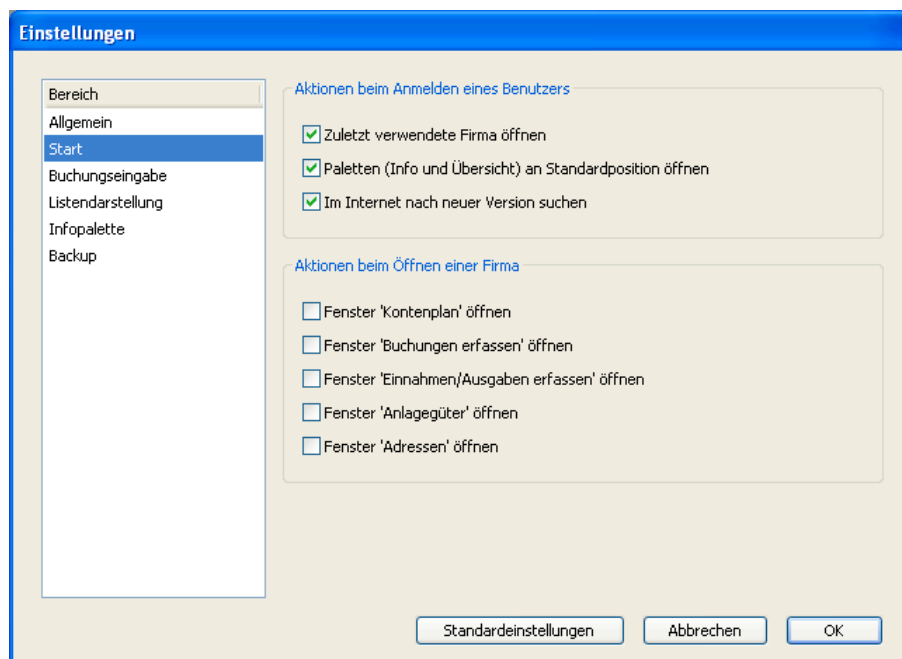 Einstellungen
Bereich
Allgemein
Start
Buchungseingabe
Listendarstellung
Infopalette
Backup
Aktionen beim Anmelden eines Benutzers
Zuletzt verwendete Firma öffnen
Paletten (Info und Übersicht) an Standardposition öffnen
Im Internet nach neuer Version suchen
Aktionen beim Öffnen einer Firma
Fenster 'Kontenplan' öffnen
Fenster 'Buchungen erfassen' öffnen
Fenster 'Einnahmen/Ausgaben erfassen' öffnen
Fenster 'Anlagegüter' öffnen
Fenster 'Adressen' öffnen
Standardeinstellungen
Abbrechen
OK